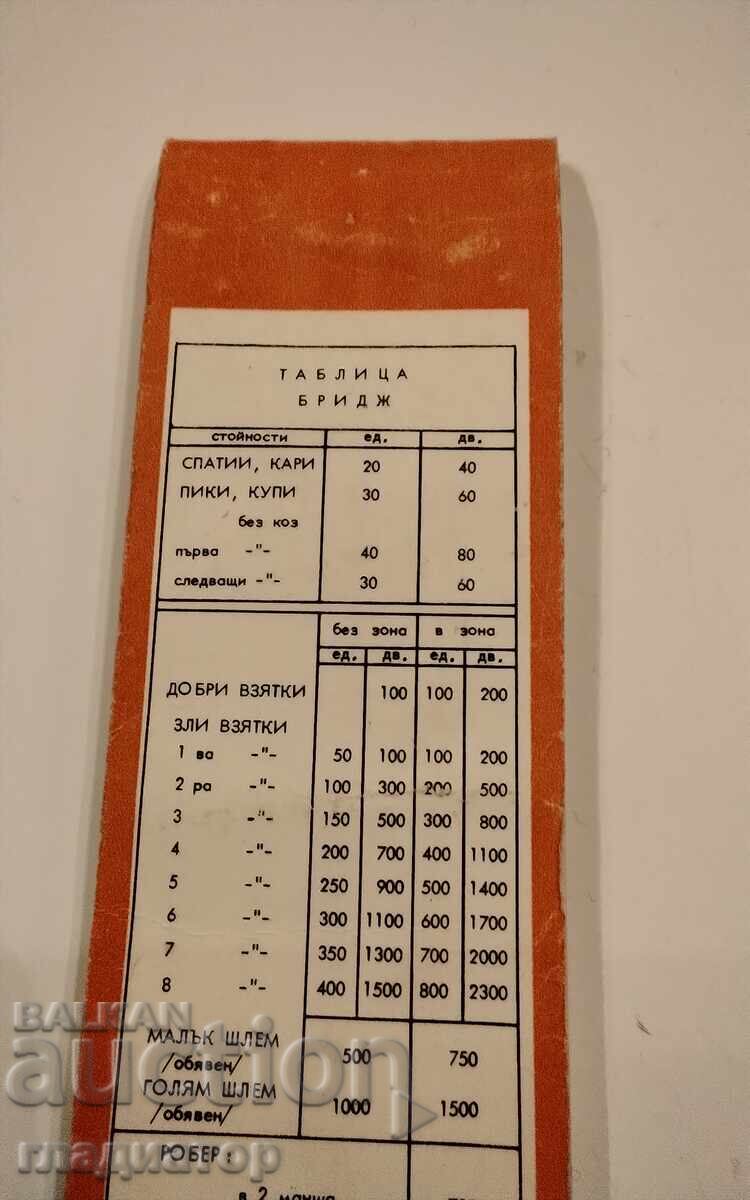 ТАБЛИЦА
БРИДЖ
стойности ед. дв.
СПАТИИ, КАРИ 20 40
ПИКИ, КУПИ 30 60
без коз
първа -"- 40 80
следващи -"- 30 60
без зона в зона
ед. дв. ед. дв.
ДОБРИ ВЗЯТКИ 100 100 200
ЗЛИ ВЗЯТКИ
1 ва -"- 50 100 100 200
2 ра -"- 100 300 200 500
3 -"- 150 500 300 800
4 -"- 200 700 400 1100
5 -"- 250 900 500 1400
6 -"- 300 1100 600 1700
7 -"- 350 1300 700 2000
8 -"- 400 1500 800 2300
МАЛЪК ШЛЕМ
/обявен/ 500 750
ГОЛЯМ ШЛЕМ
/обявен/ 1000 1500
РОБЕР:
в 2 манша
BALKAN
auction
гладиатор